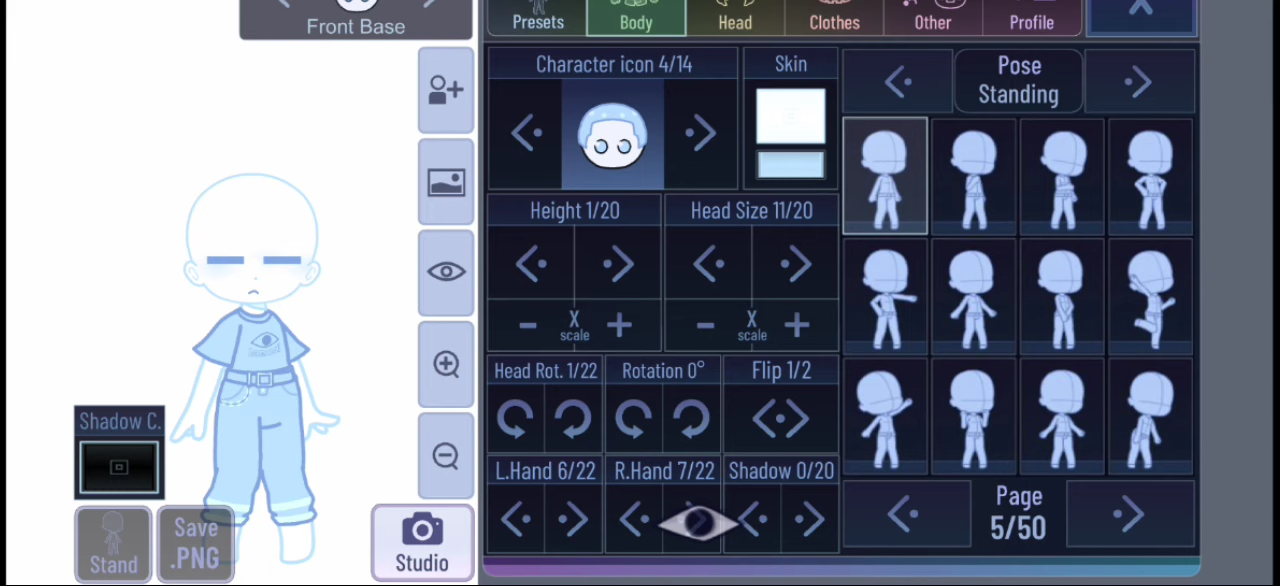 Front Base
Presets
Body
Head
Clothes
Other
Profile
Character icon 4/14
Skin
Pose
Standing
Height 1/20
Head Size 11/20
X
scale
X
scale
Head Rot. 1/22
Rotation 0°
Flip 1/2
Shadow C.
L.Hand 6/22
R.Hand 7/22
Shadow 0/20
Stand
Save
.PNG
Studio
Page
5/50